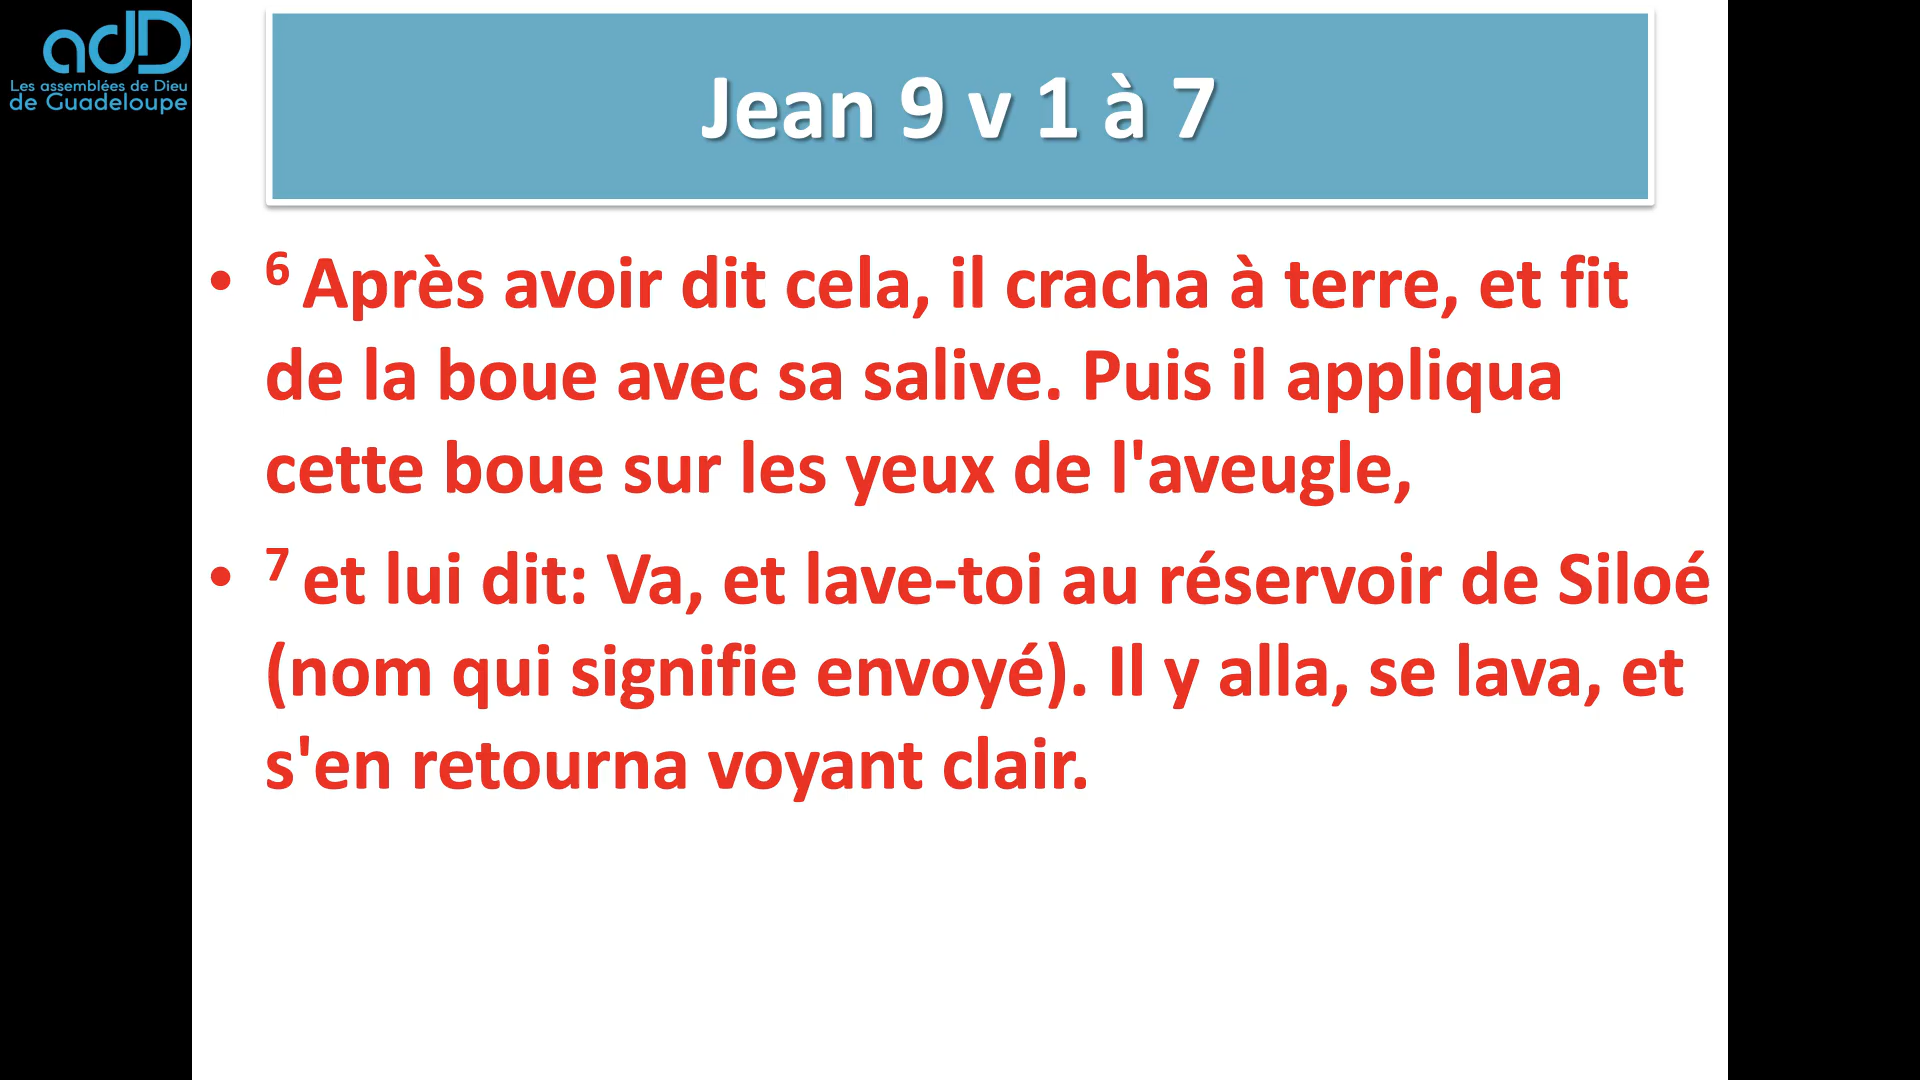 adD
Les assemblées de Dieu
de Guadeloupe
Jean 9 v 1 à 7
• 6 Après avoir dit cela, il cracha à terre, et fit
de la boue avec sa salive. Puis il appliqua
cette boue sur les yeux de l'aveugle,
• 7 et lui dit: Va, et lave-toi au réservoir de Siloé
(nom qui signifie envoyé). Il y alla, se lava, et
s'en retourna voyant clair.